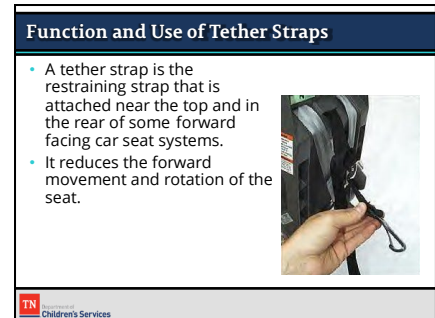 Function and Use of Tether Straps
• A tether strap is the
restraining strap that is
attached near the top and in
the rear of some forward
facing car seat systems.
• It reduces the forward
movement and rotation of the
seat.
TN
Department of
Children's Services